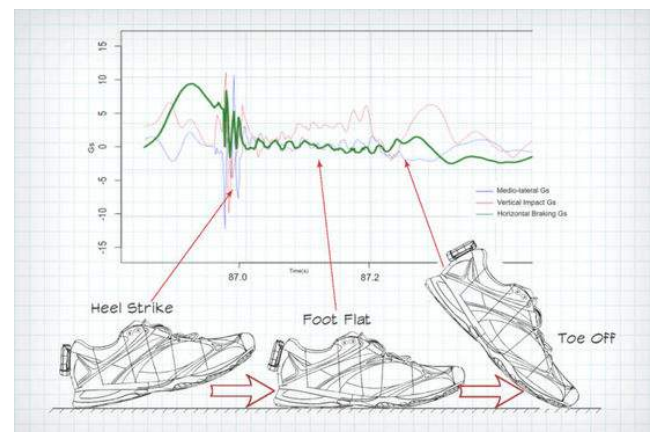 15
10
5
0
-5
-10
-15
Gs
87.0
87.2
Time(s)
Medio-lateral Gs
Vertical Impact Gs
Horizontal Braking Gs
Heel Strike
Foot Flat
Toe Off